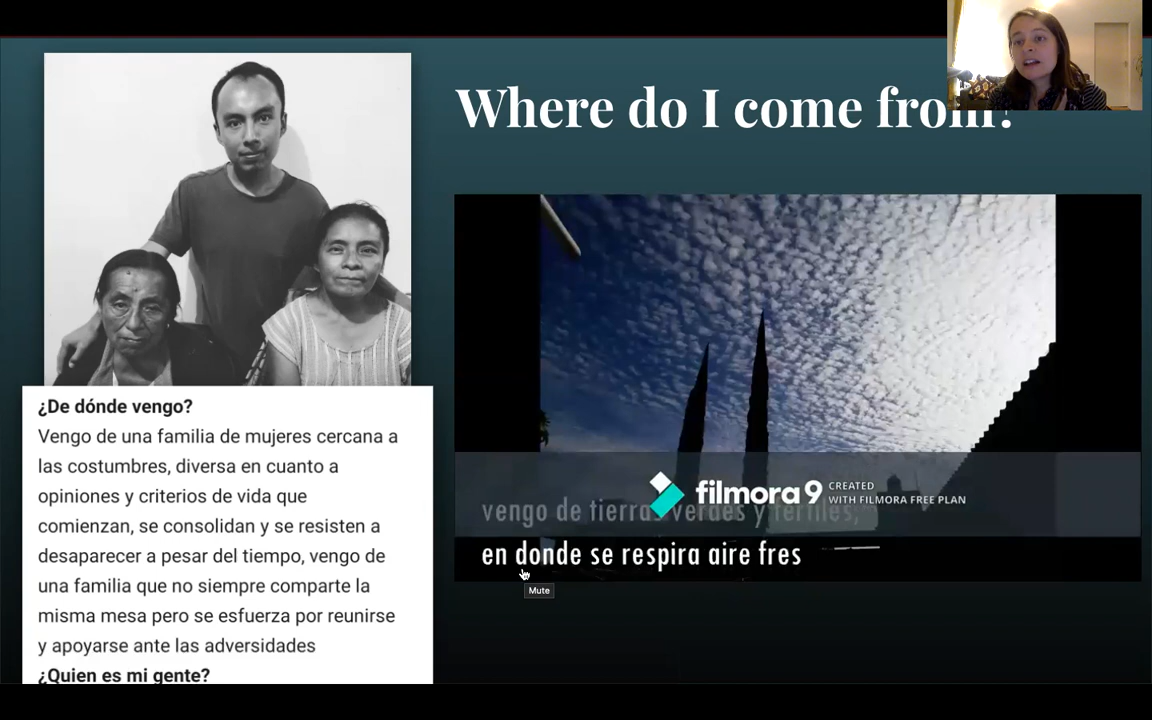 Where do I come from?
¿De dónde vengo?
Vengo de una familia de mujeres cercana a
las costumbres, diversa en cuanto a
opiniones y criterios de vida que
comienzan, se consolidan y se resisten a
desaparecer a pesar del tiempo, vengo de
una familia que no siempre comparte la
misma mesa pero se esfuerza por reunirse
y apoyarse ante las adversidades
¿Quien es mi gente?
filmora 9 CREATED
WITH FILMORA FREE PLAN
vengo de tierras verdes y fértiles,
en donde se respira aire fres
Mute